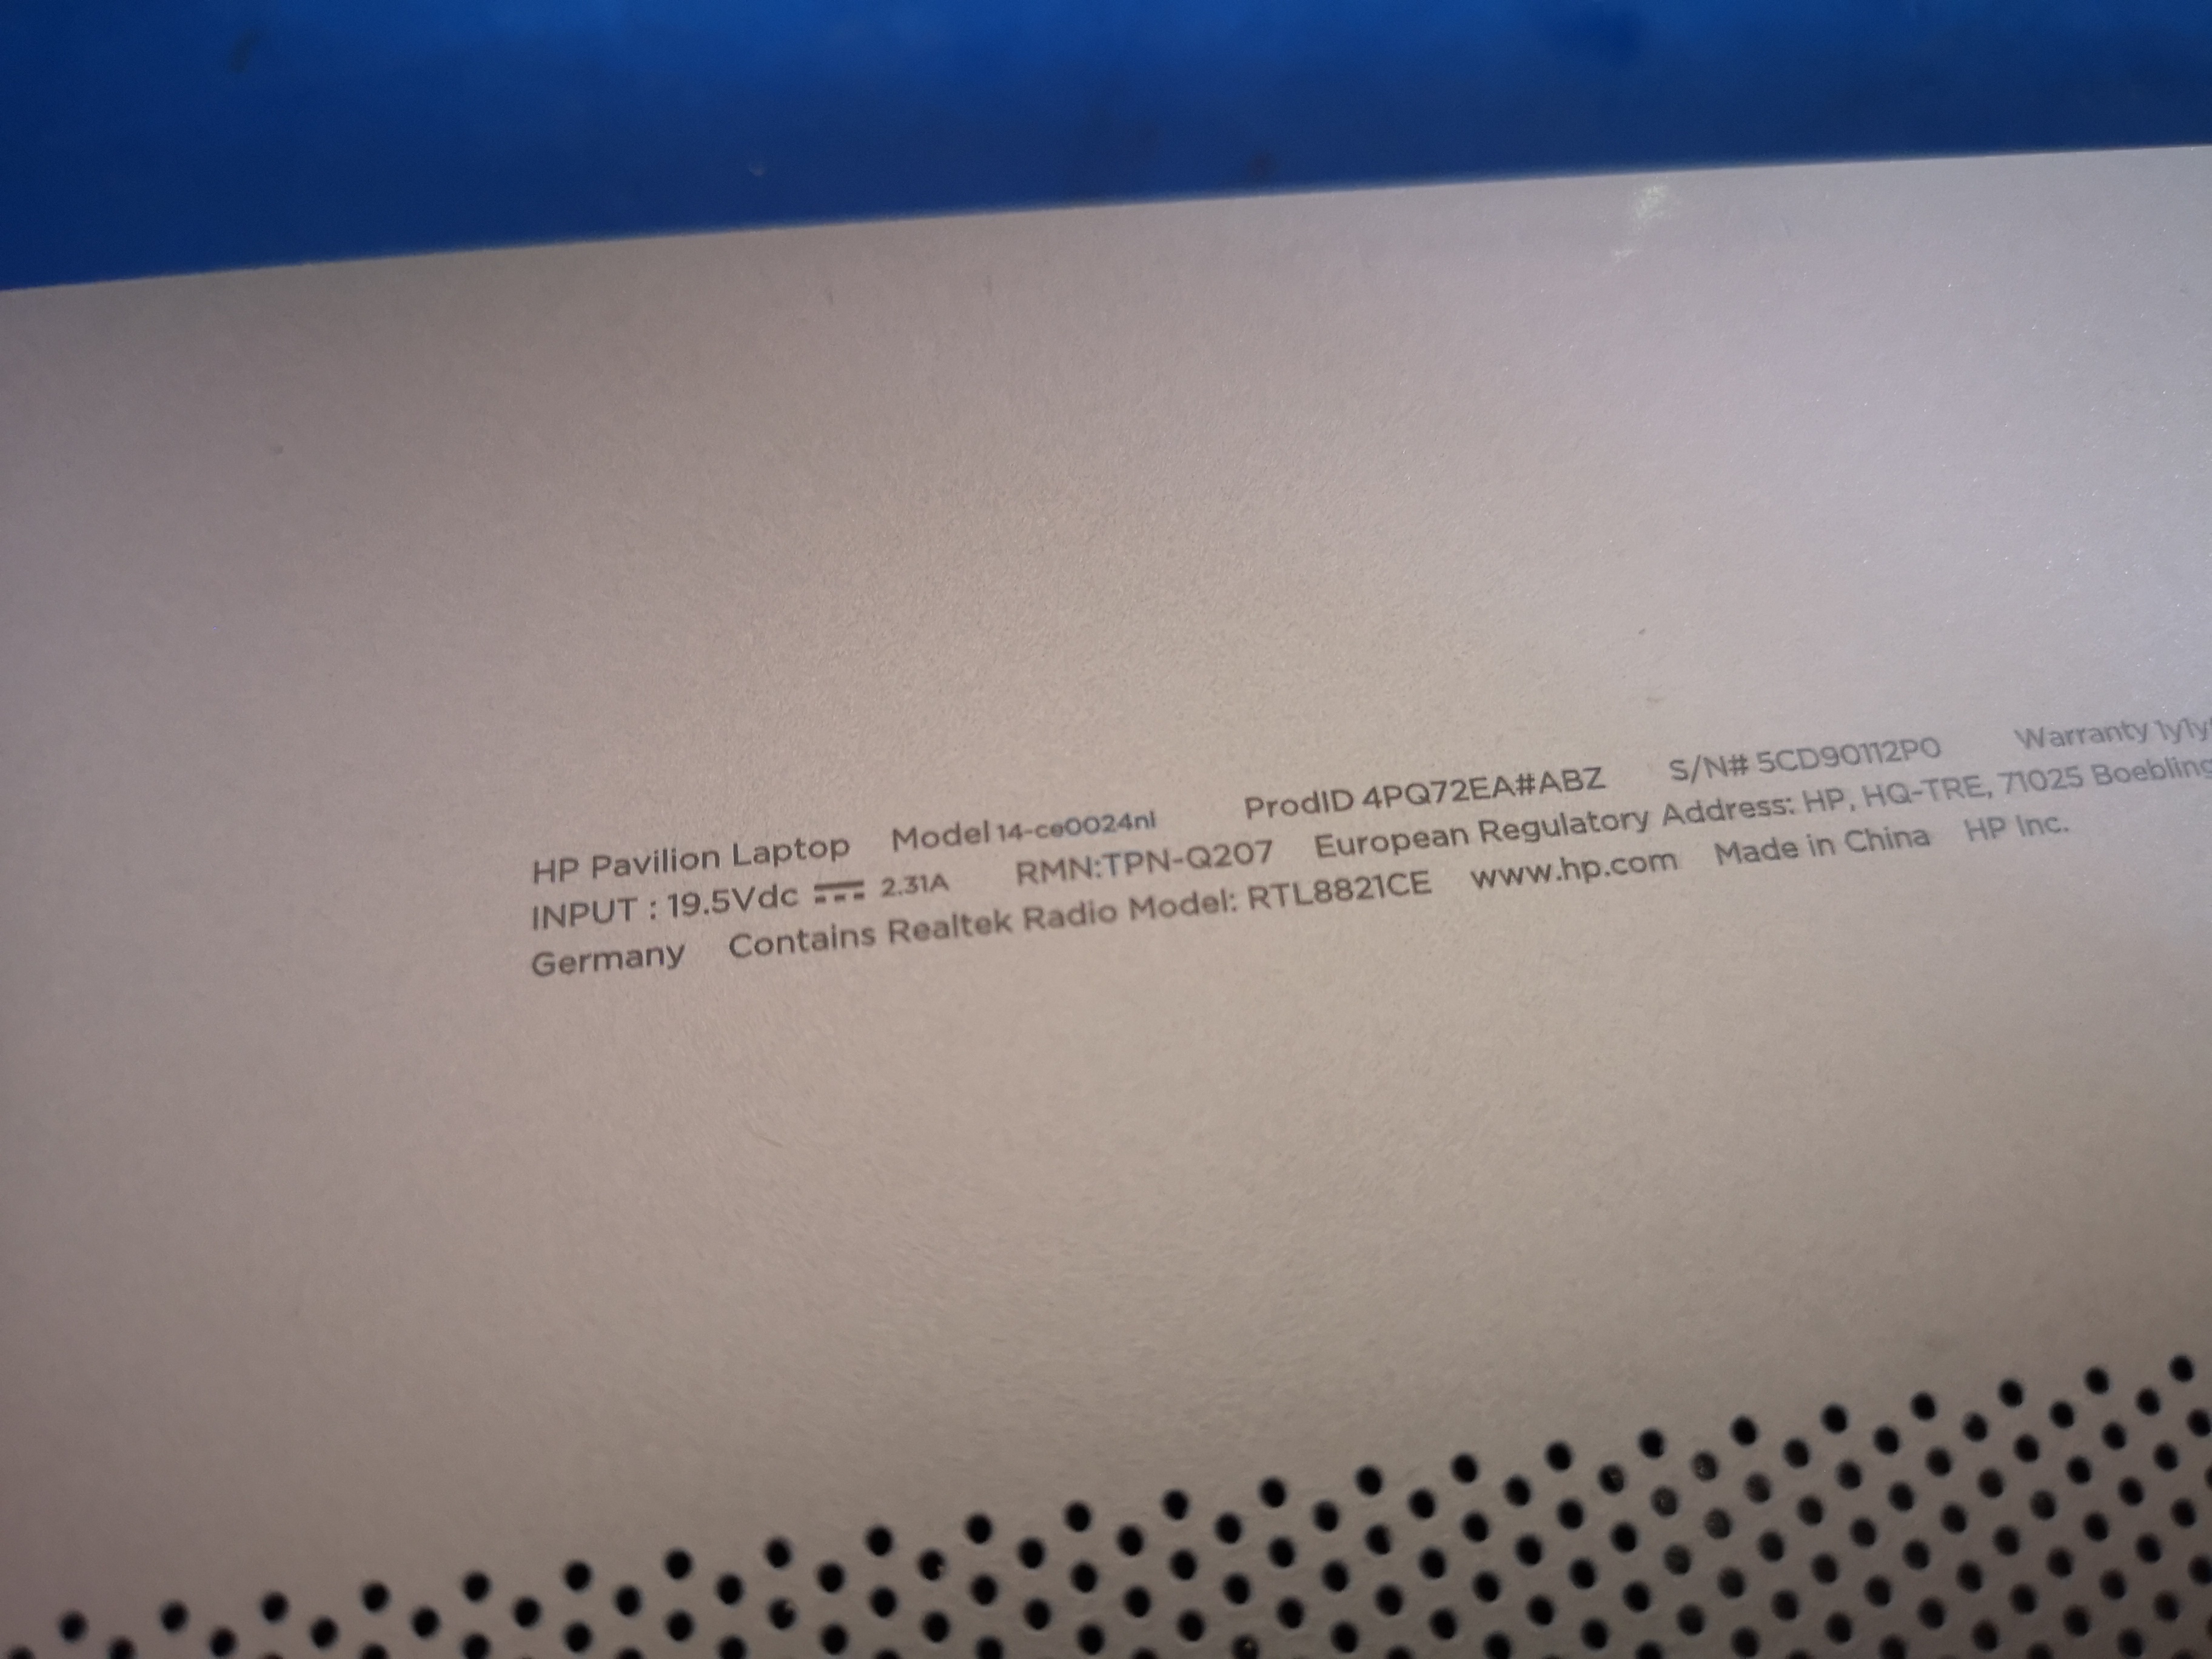 HP Pavilion Laptop Model 14-ce0024nl ProdID 4PQ72EA#ABZ S/N# 5CD90112P0 Warranty
INPUT : 19.5Vdc ⎓ 2.31A RMN:TPN-Q207 European Regulatory Address: HP, HQ-TRE, 71025 Boebling
Germany Contains Realtek Radio Model: RTL8821CE www.hp.com Made in China HP Inc.